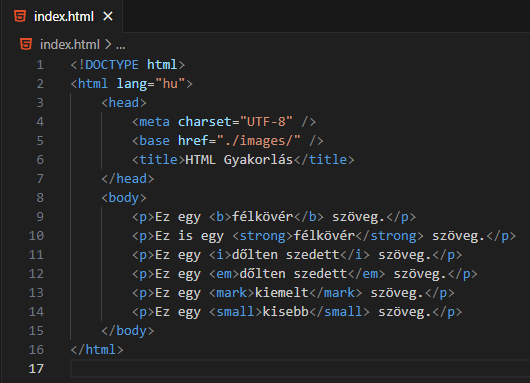 index.html ×
index.html > ...
1 <!DOCTYPE html>
2 <html lang="hu">
3 <head>
4 <meta charset="UTF-8" />
5 <base href="./images/" />
6 <title>HTML Gyakorlás</title>
7 </head>
8 <body>
9 <p>Ez egy <b>félkövér</b> szöveg.</p>
10 <p>Ez is egy <strong>félkövér</strong> szöveg.</p>
11 <p>Ez egy <i>dőlten szedett</i> szöveg.</p>
12 <p>Ez egy <em>dőlten szedett</em> szöveg.</p>
13 <p>Ez egy <mark>kiemelt</mark> szöveg.</p>
14 <p>Ez egy <small>kisebb</small> szöveg.</p>
15 </body>
16 </html>
17